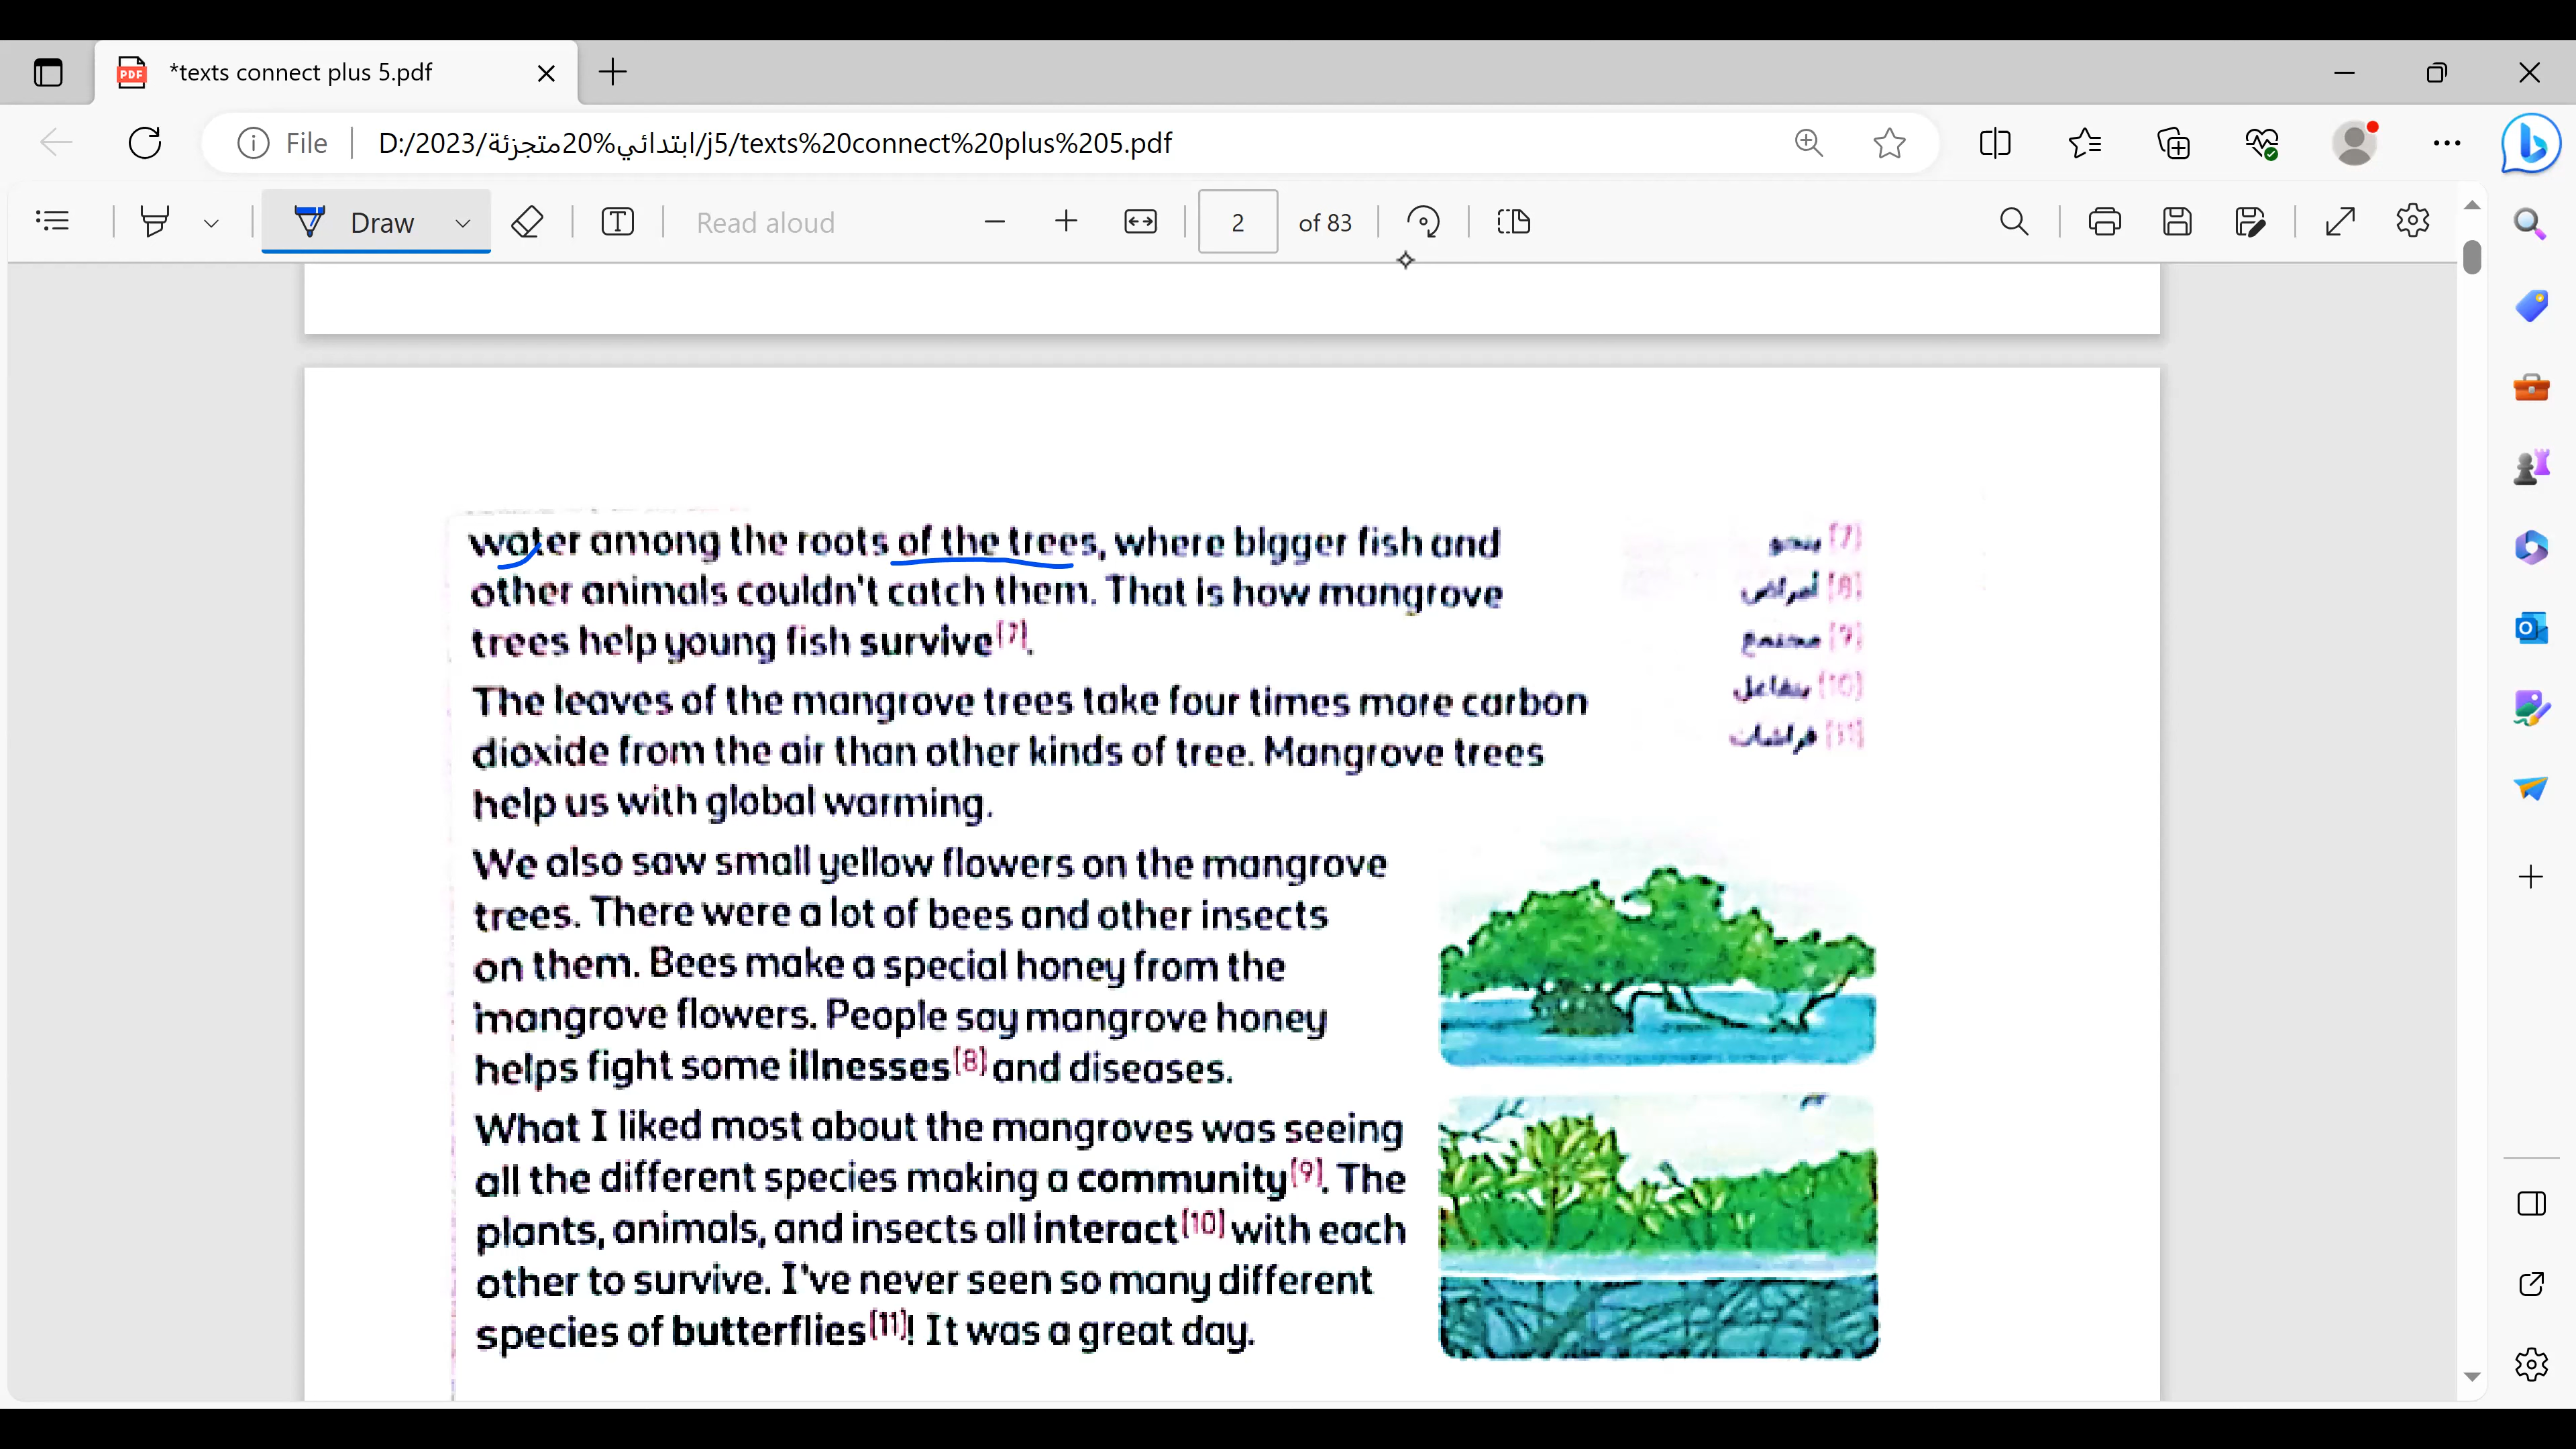 *texts connect plus 5.pdf
File
D:/2023/ابتدائي%20متجزئة/j5/texts%20connect%20plus%205.pdf
Draw
Read aloud
2 of 83
water among the roots of the trees, where bigger fish and
other animals couldn't catch them. That is how mangrove
trees help young fish survive[7].
The leaves of the mangrove trees take four times more carbon
dioxide from the air than other kinds of tree. Mangrove trees
help us with global warming.
We also saw small yellow flowers on the mangrove
trees. There were a lot of bees and other insects
on them. Bees make a special honey from the
mangrove flowers. People say mangrove honey
helps fight some illnesses[8] and diseases.
What I liked most about the mangroves was seeing
all the different species making a community[9]. The
plants, animals, and insects all interact[10] with each
other to survive. I've never seen so many different
species of butterflies[11]! It was a great day.
[7] ينجو
[8] أمراض
[9] مجتمع
[10] يتفاعل
[11] فراشات